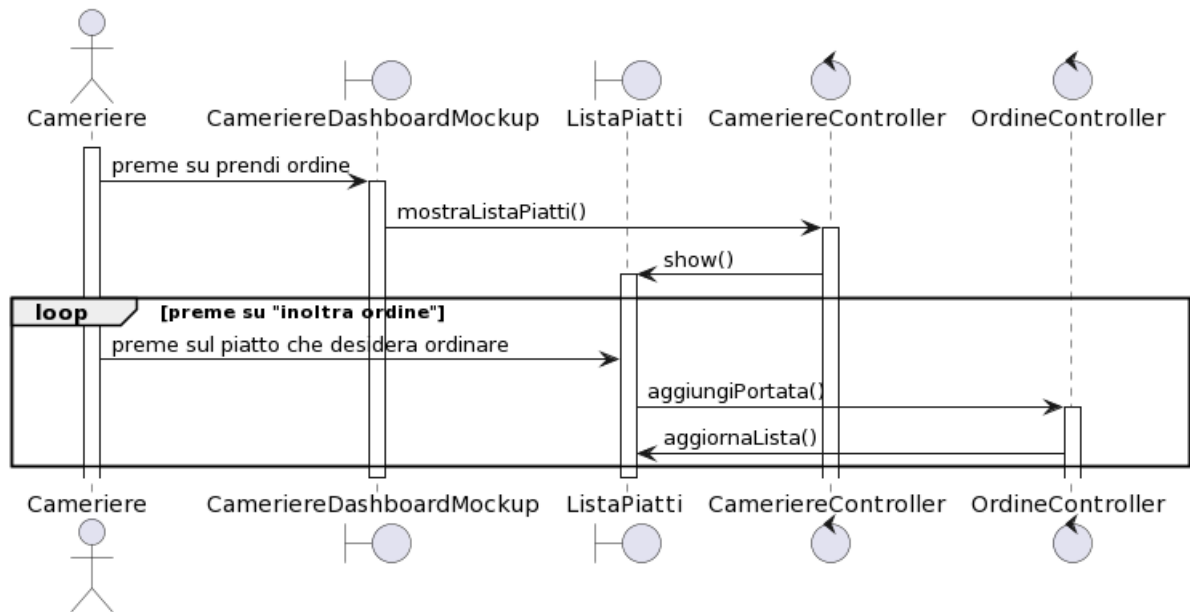 Cameriere CameriereDashboardMockup ListaPiatti CameriereController OrdineController
preme su prendi ordine
mostraListaPiatti()
show()
loop [preme su "inoltra ordine"]
preme sul piatto che desidera ordinare
aggiungiPortata()
aggiornaLista()
Cameriere CameriereDashboardMockup ListaPiatti CameriereController OrdineController